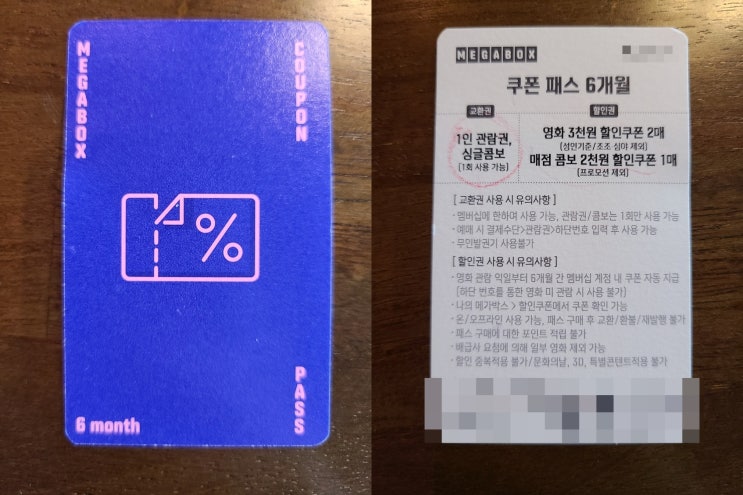 MEGABOX
COUPON
%
6 month
PASS
MEGABOX
쿠폰 패스 6개월
교환권
1인 관람권,
싱글콤보
(1회 사용 가능)
할인권
영화 3천원 할인쿠폰 2매
(성인기준/조조 심야 제외)
매점 콤보 2천원 할인쿠폰 1매
(프로모션 제외)
[ 교환권 사용 시 유의사항 ]
· 멤버십에 한하여 사용 가능, 관람권/콤보는 1회만 사용 가능
· 예매 시 결제수단>관람권>하단번호 입력 후 사용 가능
· 무인발권기 사용불가
[ 할인권 사용 시 유의사항 ]
· 영화 관람 익일부터 6개월 간 멤버십 계정 내 쿠폰 자동 지급
(하단 번호를 통한 영화 미 관람 시 사용 불가)
· 나의 메가박스 > 할인쿠폰에서 쿠폰 확인 가능
· 온/오프라인 사용 가능, 패스 구매 후 교환/환불/재발행 불가
· 패스 구매에 대한 포인트 적립 불가
· 배급사 요청에 의해 일부 영화 제외 가능
· 할인 중복적용 불가/문화의날, 3D, 특별콘텐트적용 불가